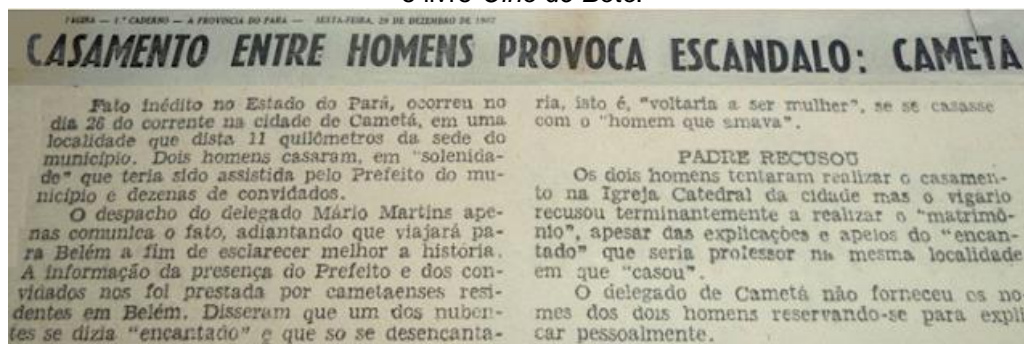 PÁGINA — 1.º CADERNO — A PROVINCIA DO PARÁ — SEXTA-FEIRA, 29 DE DEZEMBRO DE
CASAMENTO ENTRE HOMENS PROVOCA ESCANDALO: CAMETÁ
Fato inédito no Estado do Pará, ocorreu no
dia 26 do corrente na cidade de Cametá, em uma
localidade que dista 11 quilômetros da sede do
município. Dois homens casaram, em "solenida-
de" que teria sido assistida pelo Prefeito do mu-
nicípio e dezenas de convidados.
O despacho do delegado Mário Martins ape-
nas comunica o fato, adiantando que viajará pa-
ra Belém a fim de esclarecer melhor a história.
A informação da presença do Prefeito e dos con-
vidados nos foi prestada por cametaenses resi-
dentes em Belém. Disseram que um dos nuben-
tes se dizia "encantado" e que so se desencanta-
ria, isto é, "voltaria a ser mulher", se se casasse
com o "homem que amava".
PADRE RECUSOU
Os dois homens tentaram realizar o casamen-
to na Igreja Catedral da cidade mas o vigário
recusou terminantemente a realizar o "matrimô-
nio", apesar das explicações e apelos do "encan-
tado" que seria professor na mesma localidade
em que "casou".
O delegado de Cametá não forneceu os no-
mes dos dois homens reservando-se para expli
car pessoalmente.